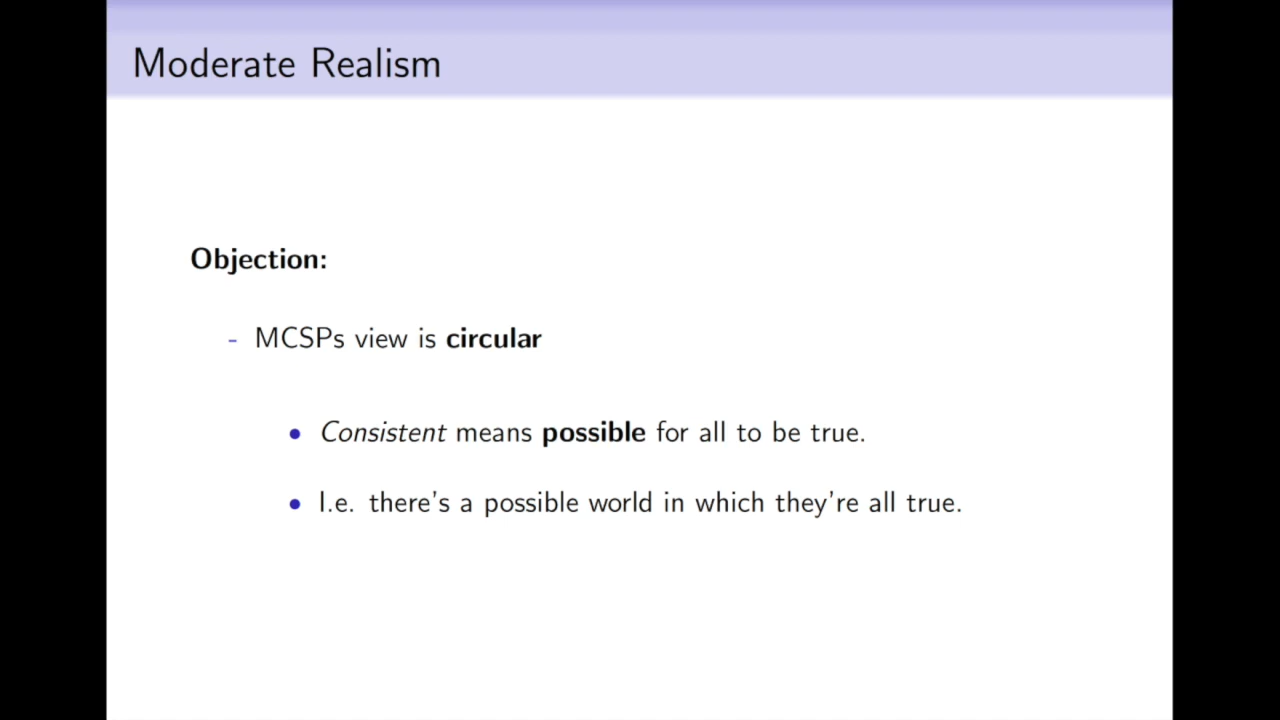 Moderate Realism
Objection:
- MCSPs view is circular
• Consistent means possible for all to be true.
• I.e. there's a possible world in which they're all true.